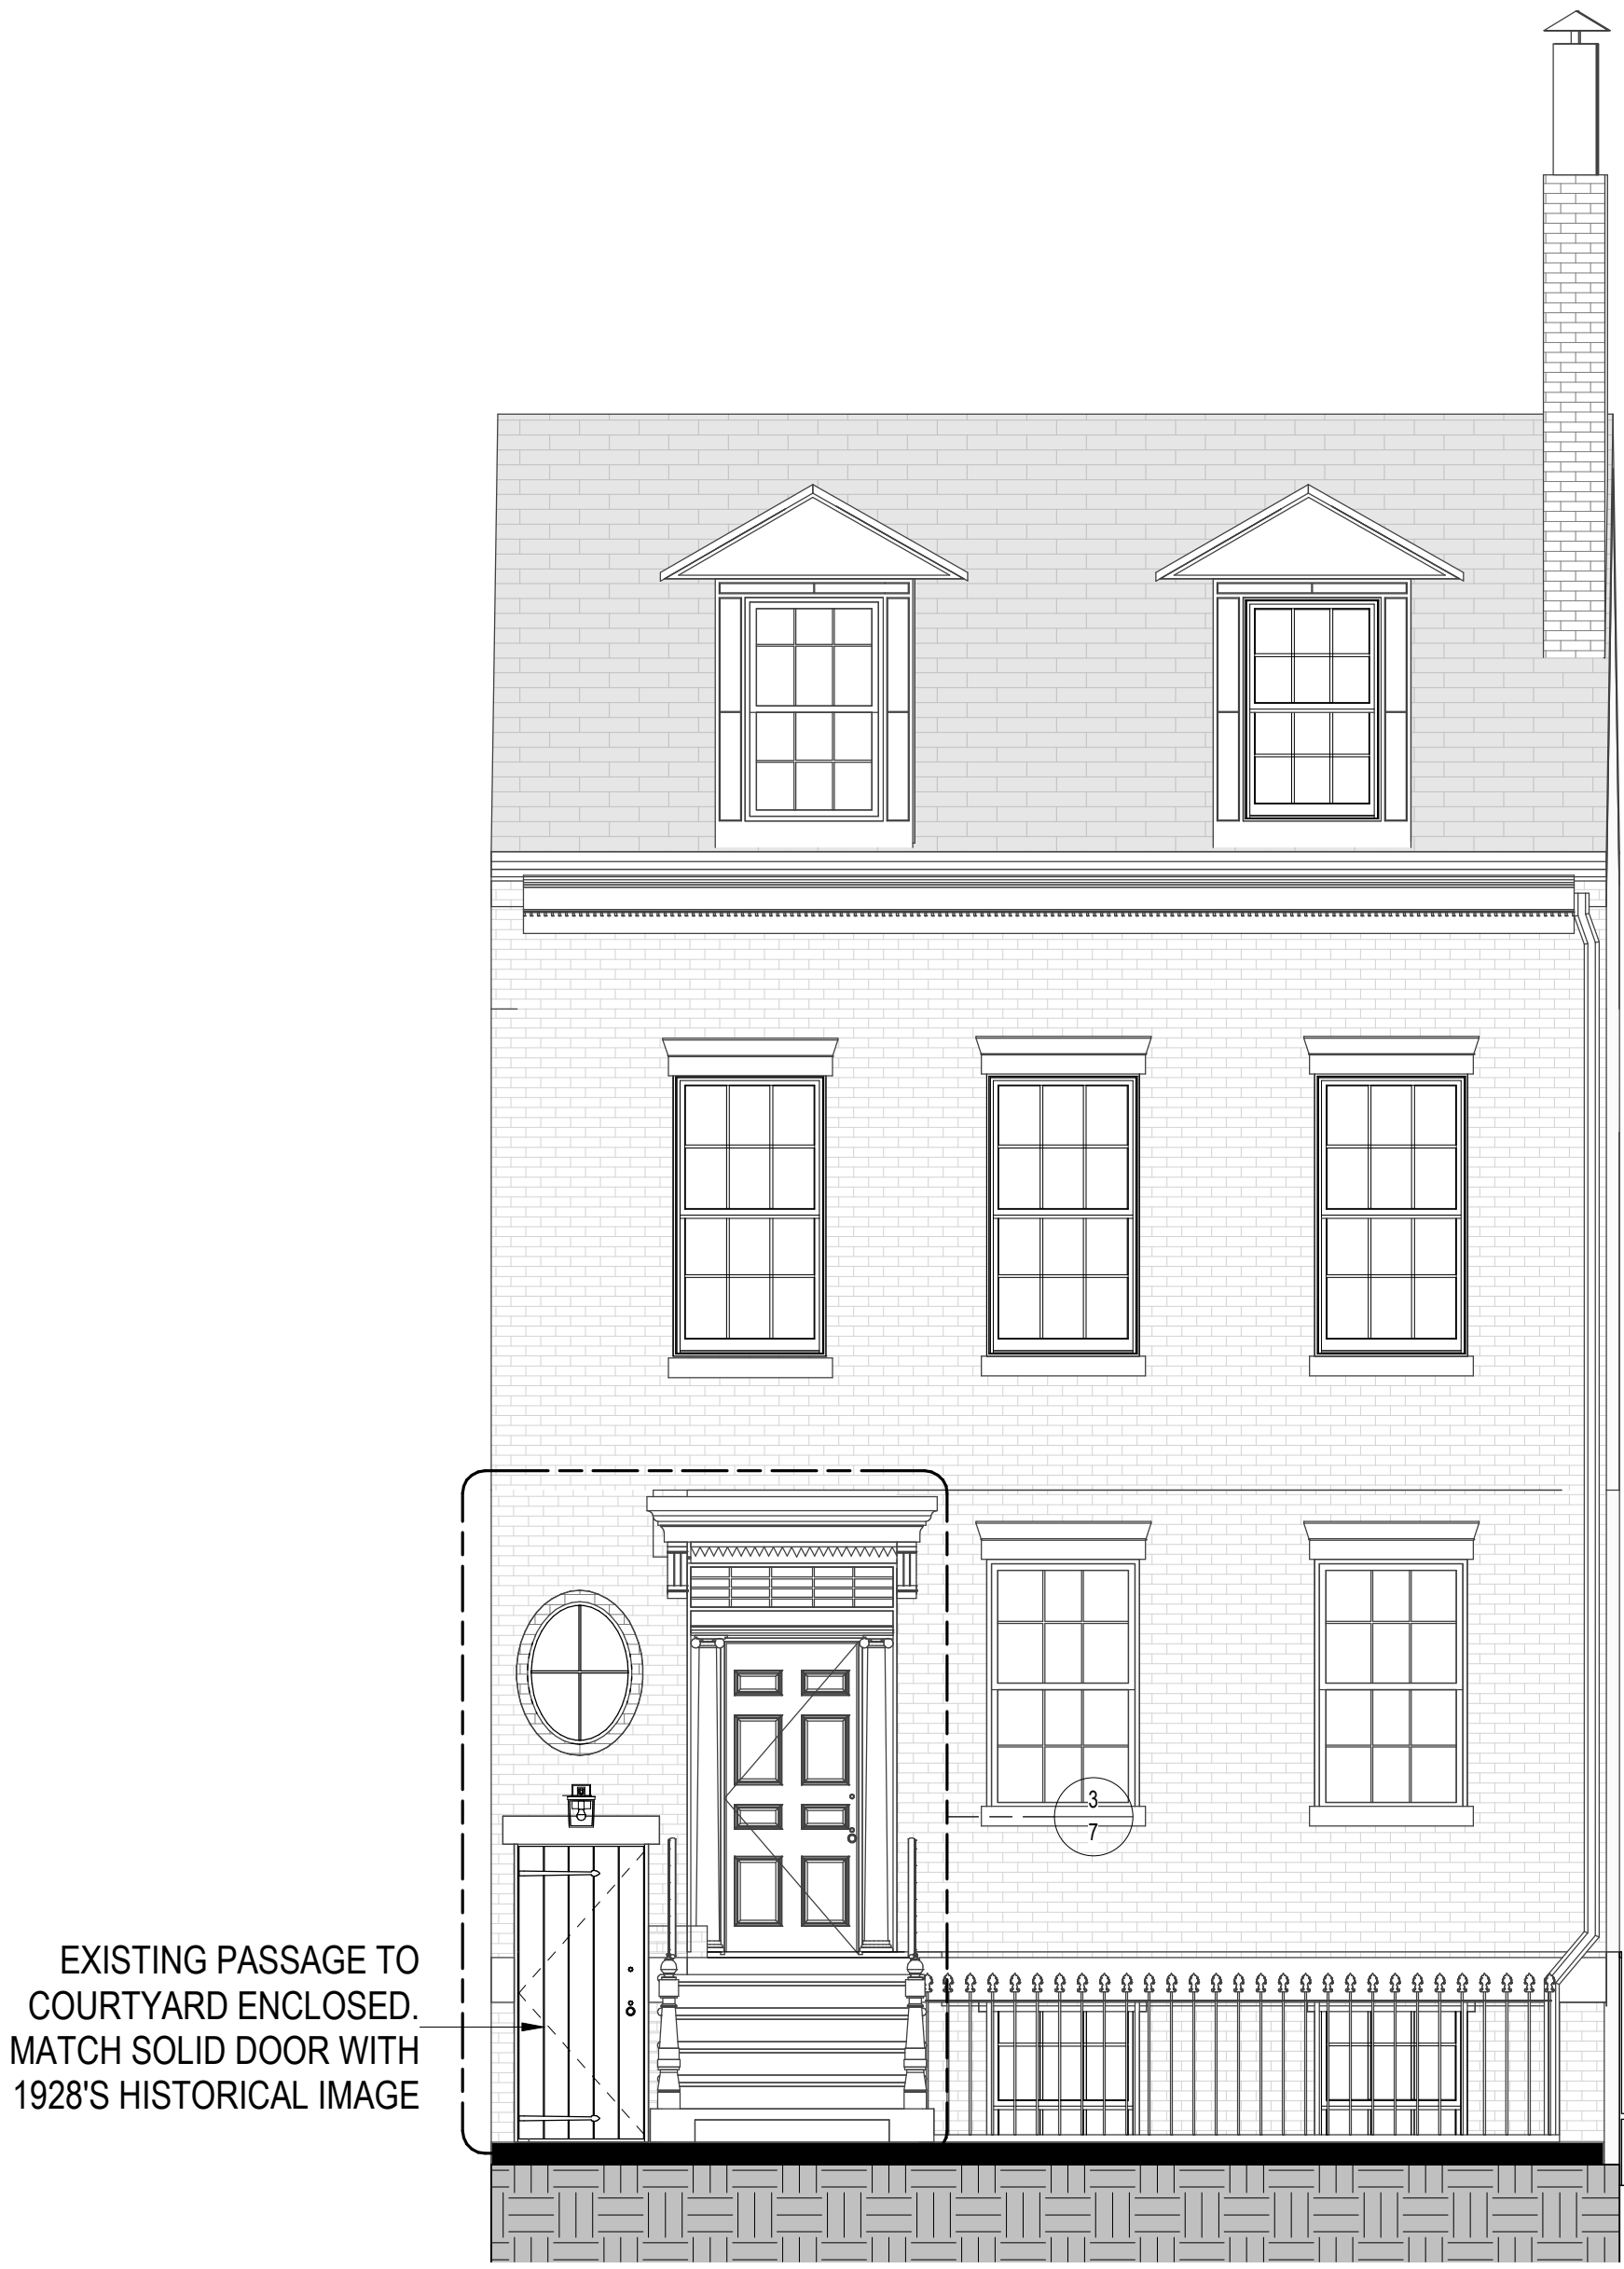 3
7
EXISTING PASSAGE TO
COURTYARD ENCLOSED.
MATCH SOLID DOOR WITH
1928'S HISTORICAL IMAGE